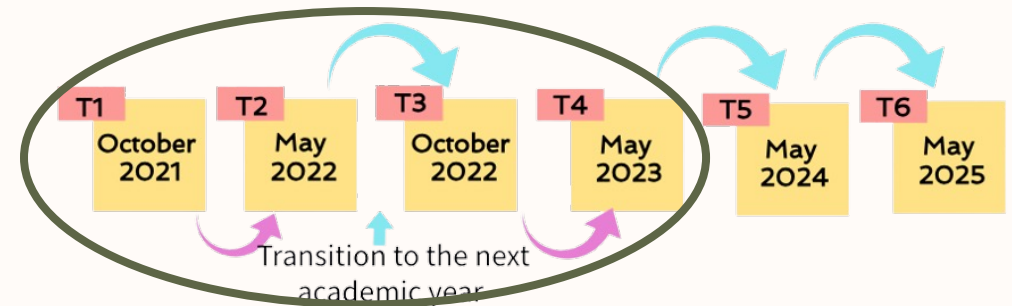 T1
October
2021
T2
May
2022
T3
October
2022
T4
May
2023
T5
May
2024
T6
May
2025
Transition to the next
academic year